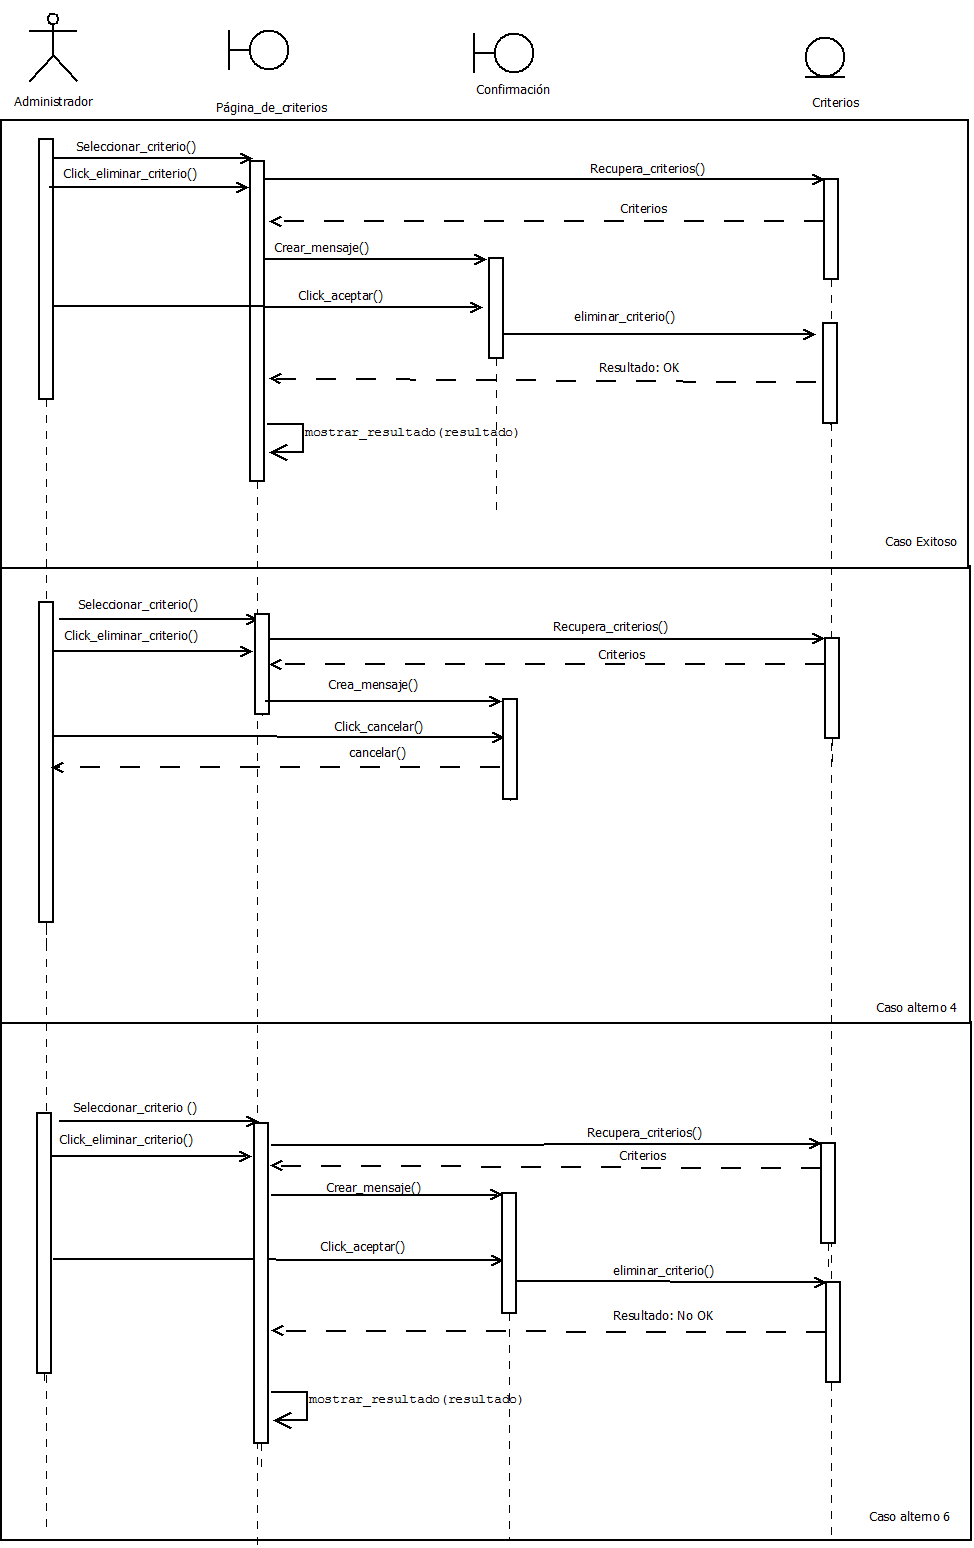 Administrador
Página_de_criterios
Confirmación
Criterios
Seleccionar_criterio()
Click_eliminar_criterio()
Recupera_criterios()
Criterios
Crear_mensaje()
Click_aceptar()
eliminar_criterio()
Resultado: OK
mostrar_resultado(resultado)
Caso Exitoso
Seleccionar_criterio()
Click_eliminar_criterio()
Recupera_criterios()
Criterios
Crea_mensaje()
Click_cancelar()
cancelar()
Caso alterno 4
Seleccionar_criterio ()
Click_eliminar_criterio()
Recupera_criterios()
Criterios
Crear_mensaje()
Click_aceptar()
eliminar_criterio()
Resultado: No OK
mostrar_resultado(resultado)
Caso alterno 6